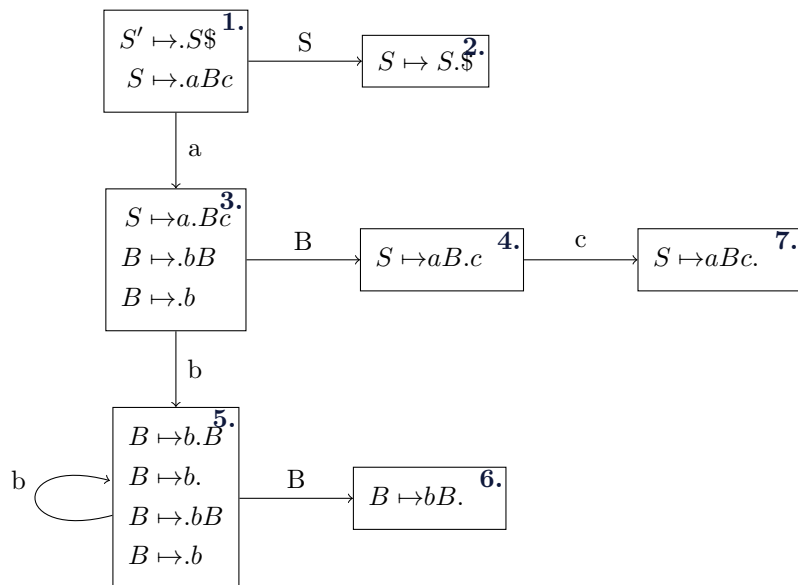 1.
S' ↦.S$
S ↦.aBc
S
2.
S ↦ S.$
a
3.
S ↦a.Bc
B ↦.bB
B ↦.b
B
4.
S ↦aB.c
c
7.
S ↦aBc.
b
5.
B ↦b.B
B ↦b.
B ↦.bB
B ↦.b
b
B
6.
B ↦bB.